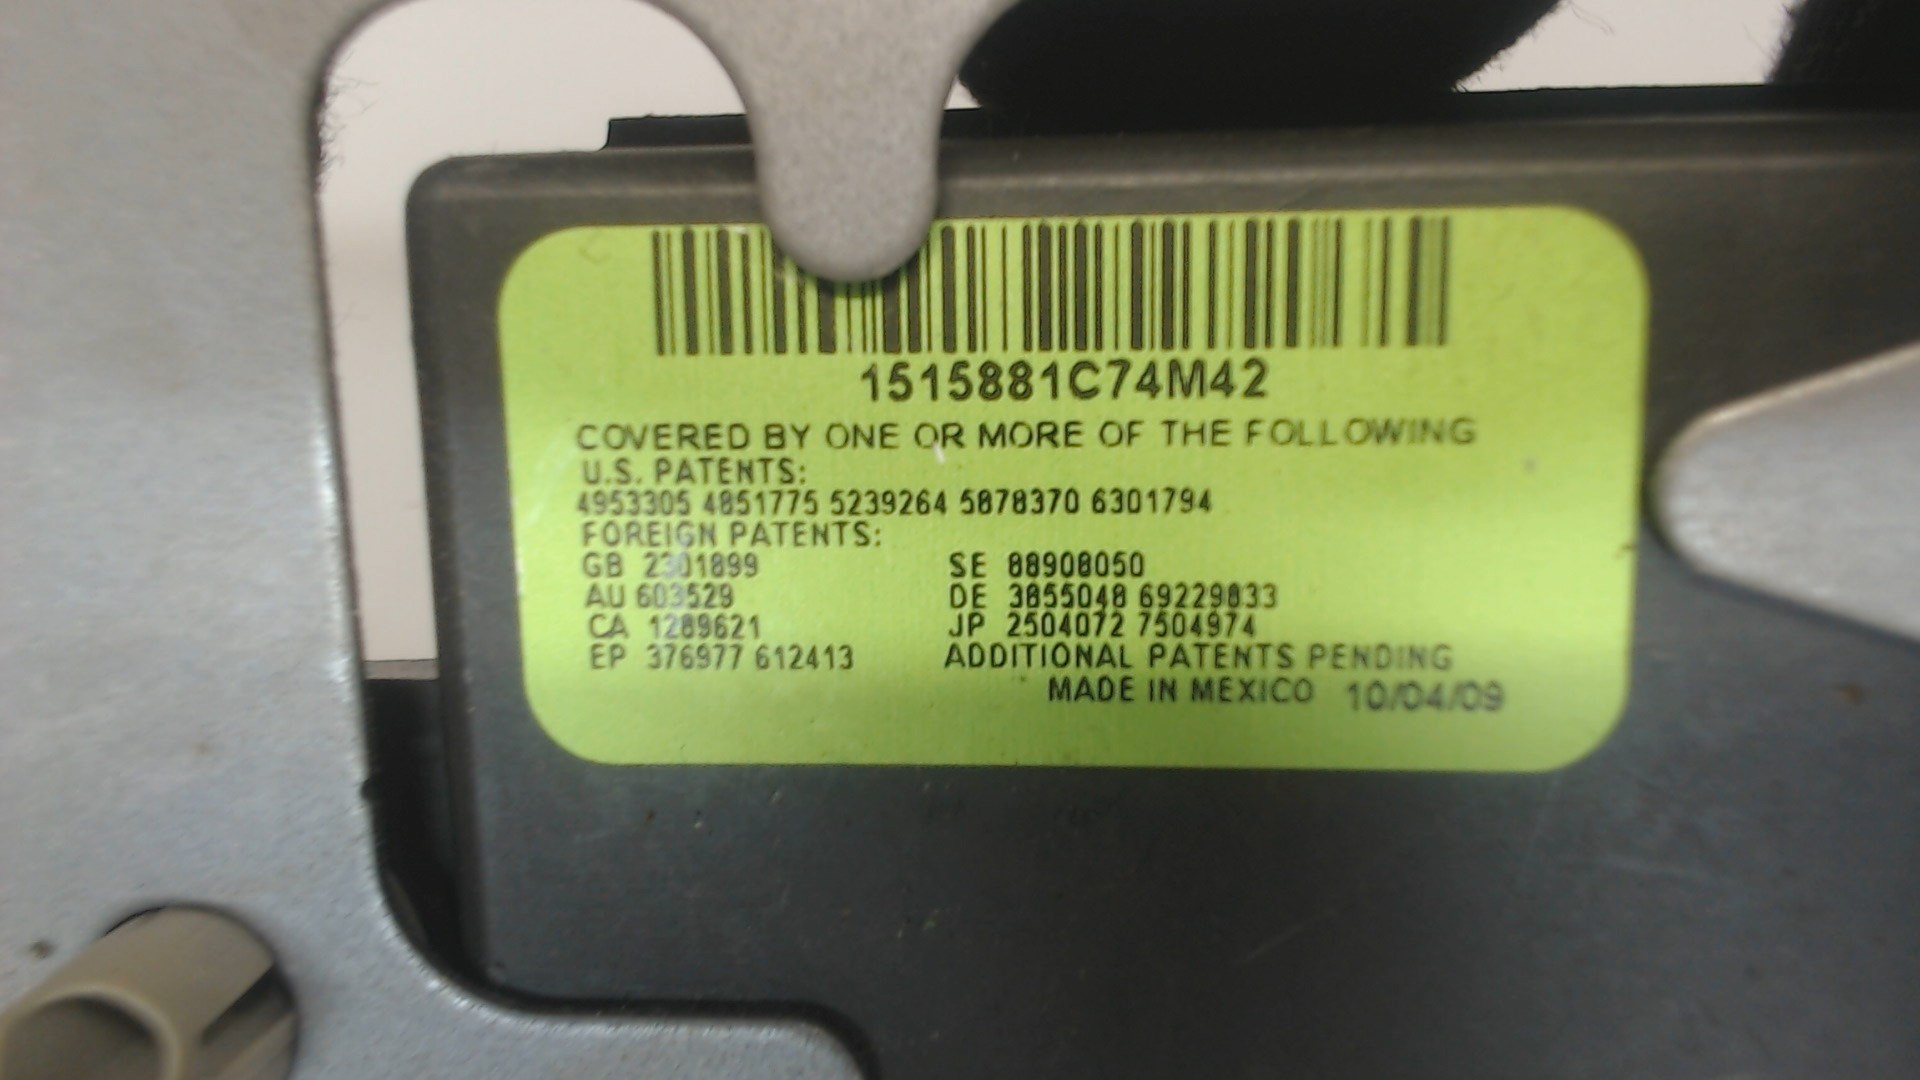 1515881C74M42
COVERED BY ONE OR MORE OF THE FOLLOWING
U.S. PATENTS:
4953305 4851775 5239264 5878370 6301794
FOREIGN PATENTS:
GB 2301899 SE 88908050
AU 603529 DE 3855048 69229833
CA 1289621 JP 2504072 7504974
EP 376977 612413 ADDITIONAL PATENTS PENDING
MADE IN MEXICO 10/04/09